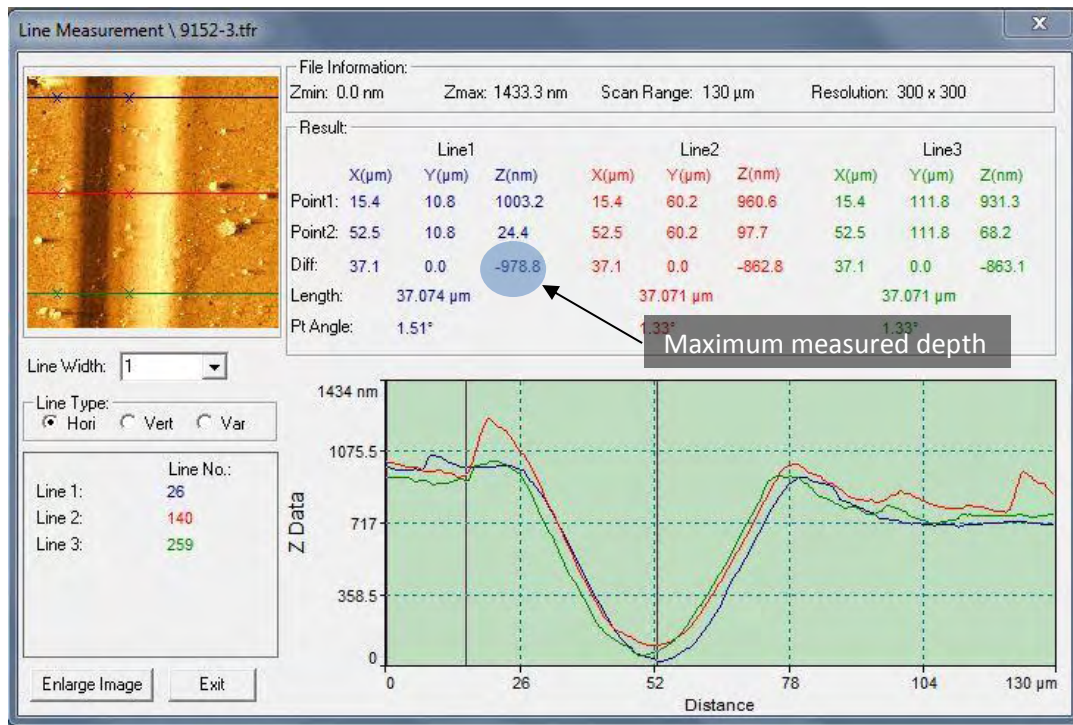 Line Measurement \ 9152-3.tfr
X
File Information:
Zmin: 0.0 nm Zmax: 1433.3 nm Scan Range: 130 µm Resolution: 300 x 300
Result:
Line1 Line2 Line3
X(µm) Y(µm) Z(nm) X(µm) Y(µm) Z(nm) X(µm) Y(µm) Z(nm)
Point1: 15.4 10.8 1003.2 15.4 60.2 960.6 15.4 111.8 931.3
Point2: 52.5 10.8 24.4 52.5 60.2 97.7 52.5 111.8 68.2
Diff: 37.1 0.0 -978.8 37.1 0.0 -862.8 37.1 0.0 -863.1
Length: 37.074 µm 37.071 µm 37.071 µm
Pt Angle: 1.51° 1.33° 1.33°
Maximum measured depth
Line Width: 1
Line Type:
Hori Vert Var
Line No.:
Line 1: 26
Line 2: 140
Line 3: 259
Enlarge Image Exit
1434 nm
1075.5
717
358.5
0
Z Data
0 26 52 78 104 130 µm
Distance